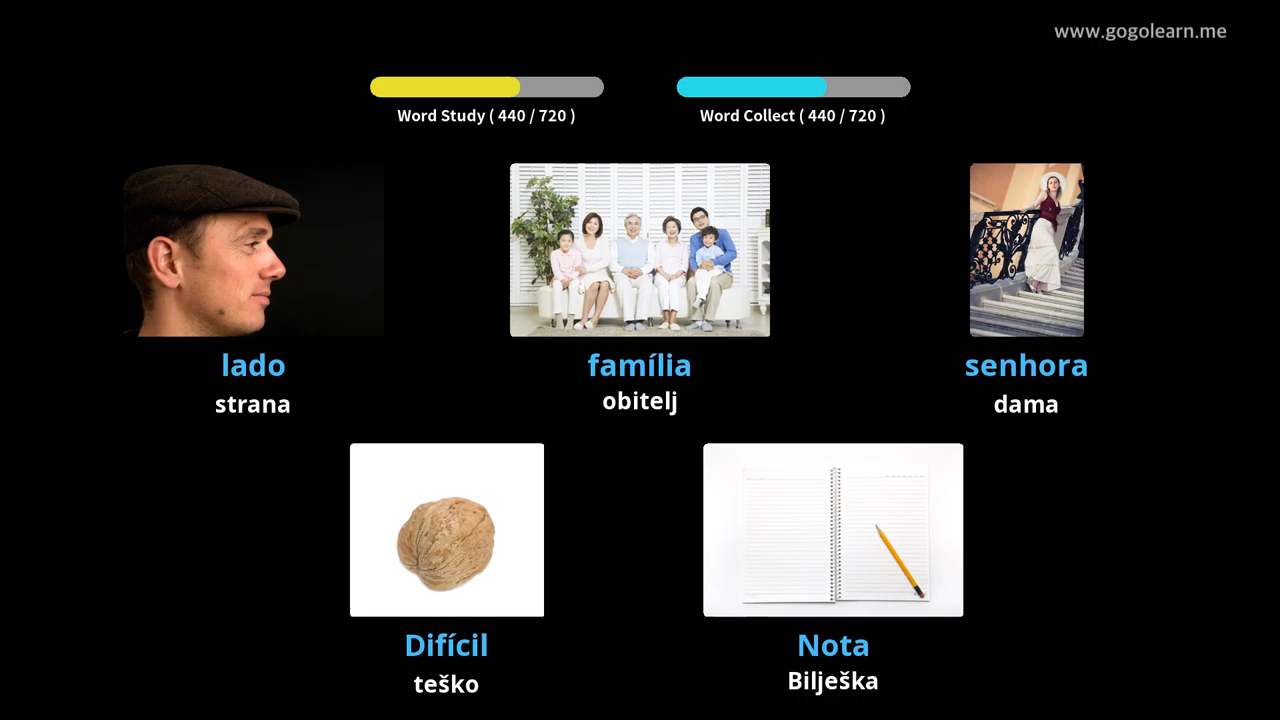 www.gogolearn.me
Word Study ( 440 / 720 )
Word Collect ( 440 / 720 )
lado
strana
família
obitelj
senhora
dama
Difícil
teško
Nota
Bilješka